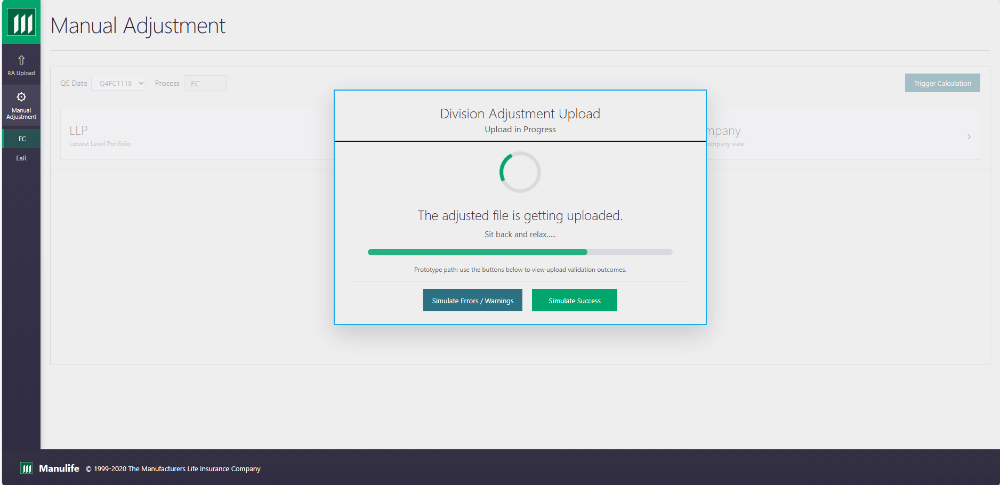 Manual Adjustment
RA Upload
Manual
Adjustment
EC
EaR
QE Date
Q4FC1118
Process
EC
Trigger Calculation
LLP
Lowest Level Portfolio
mpany
ompany view
Division Adjustment Upload
Upload in Progress
The adjusted file is getting uploaded.
Sit back and relax.....
Prototype path: use the buttons below to view upload validation outcomes.
Simulate Errors / Warnings
Simulate Success
Manulife
© 1999-2020 The Manufacturers Life Insurance Company